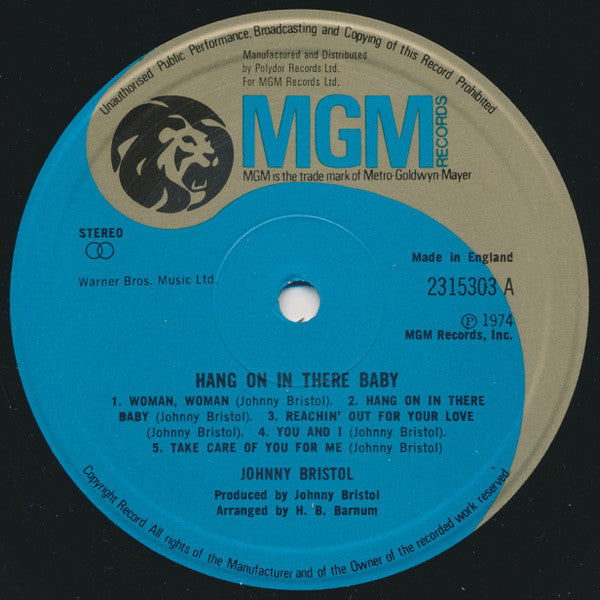 Unauthorised Public Performance, Broadcasting and Copying of this Record Prohibited
Manufactured and Distributed
by Polydor Records Ltd.
For MGM Records Ltd.
MGM
RECORDS
MGM is the trade mark of Metro-Goldwyn-Mayer
STEREO
Warner Bros. Music Ltd
Made in England
2315303 A
Ⓟ 1974
MGM Records, Inc.
HANG ON IN THERE BABY
1. WOMAN, WOMAN (Johnny Bristol). 2. HANG ON IN THERE
BABY (Johnny Bristol). 3. REACHIN' OUT FOR YOUR LOVE
(Johnny Bristol). 4. YOU AND I (Johnny Bristol).
5. TAKE CARE OF YOU FOR ME (Johnny Bristol)
JOHNNY BRISTOL
Produced by Johnny Bristol
Arranged by H. B. Barnum
Copyright Record All rights of the Manufacturer and of the Owner of the recorded work reserved